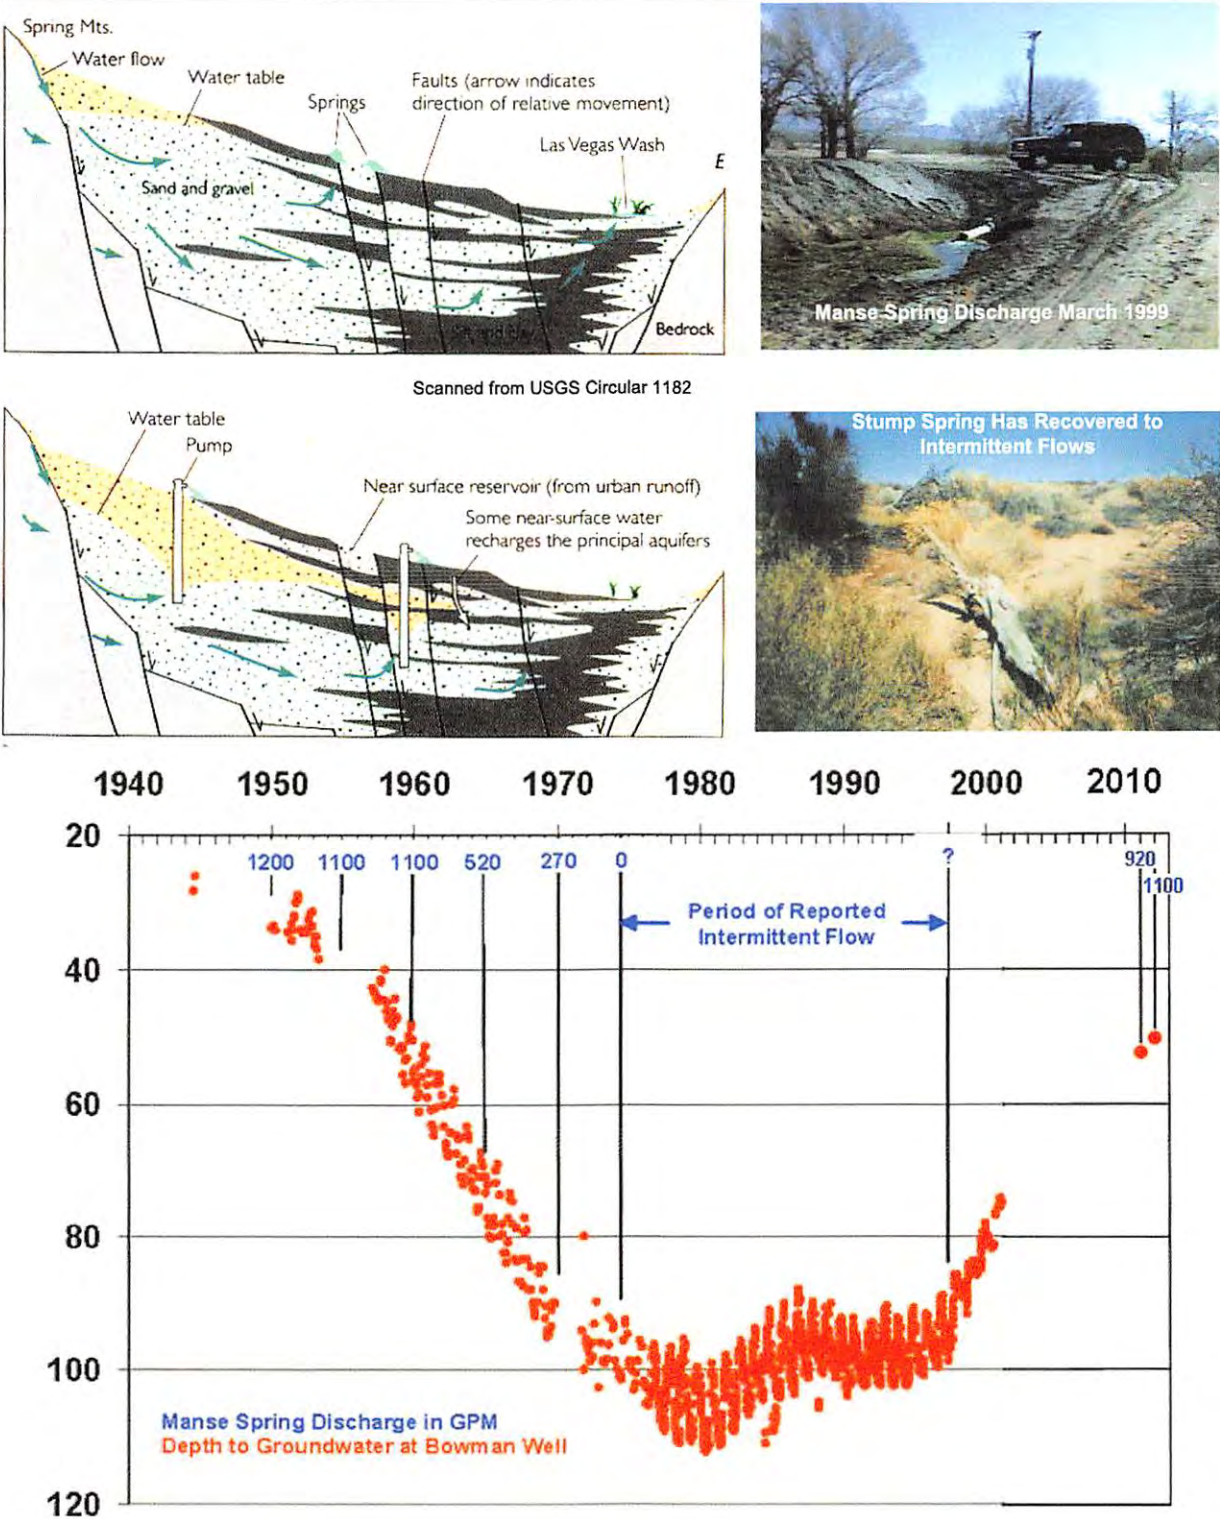 Spring Mts.
Water flow
Water table
Springs
Faults (arrow indicates
direction of relative movement)
Las Vegas Wash
E
Sand and gravel
Bedrock
Manse Spring Discharge March 1999
Scanned from USGS Circular 1182
Water table
Pump
Near surface reservoir (from urban runoff)
Some near-surface water
recharges the principal aquifers
Stump Spring Has Recovered to
Intermittent Flows
1940 1950 1960 1970 1980 1990 2000 2010
20
1200 1100 1100 520 270 0 ? 920
1100
Period of Reported
Intermittent Flow
40
60
80
100
Manse Spring Discharge in GPM
Depth to Groundwater at Bowman Well
120